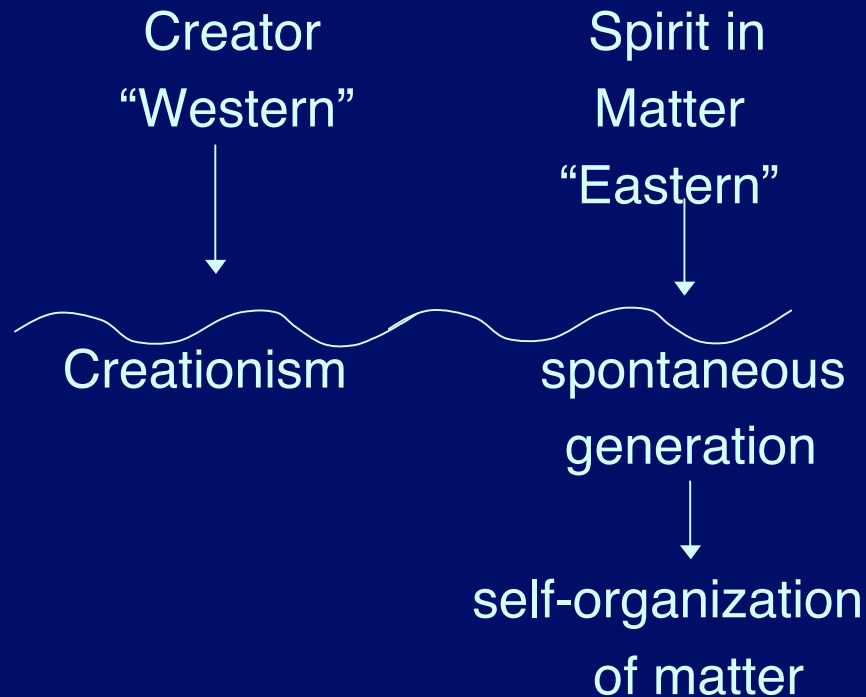 Creator
“Western”
Spirit in
Matter
“Eastern”
Creationism
spontaneous
generation
self-organization
of matter